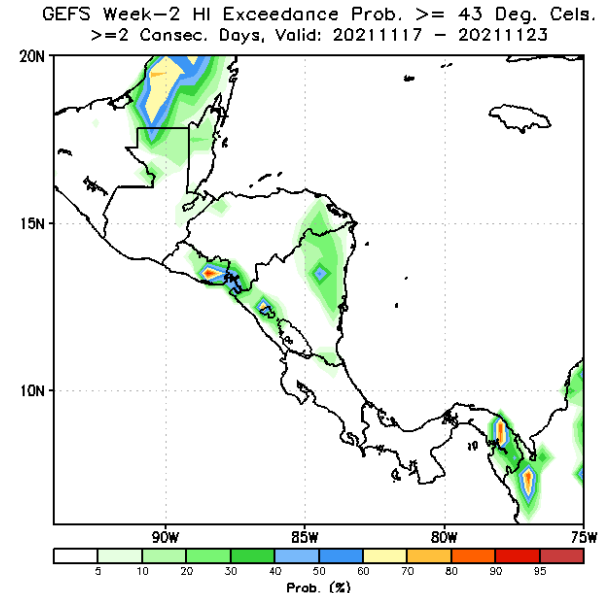 GEFS Week-2 HI Exceedance Prob. >= 43 Deg. Cels.
>=2 Consec. Days, Valid: 20211117 - 20211123
20N
15N
10N
90W 85W 80W 75W
5 10 20 30 40 50 60 70 80 90 95
Prob. (%)